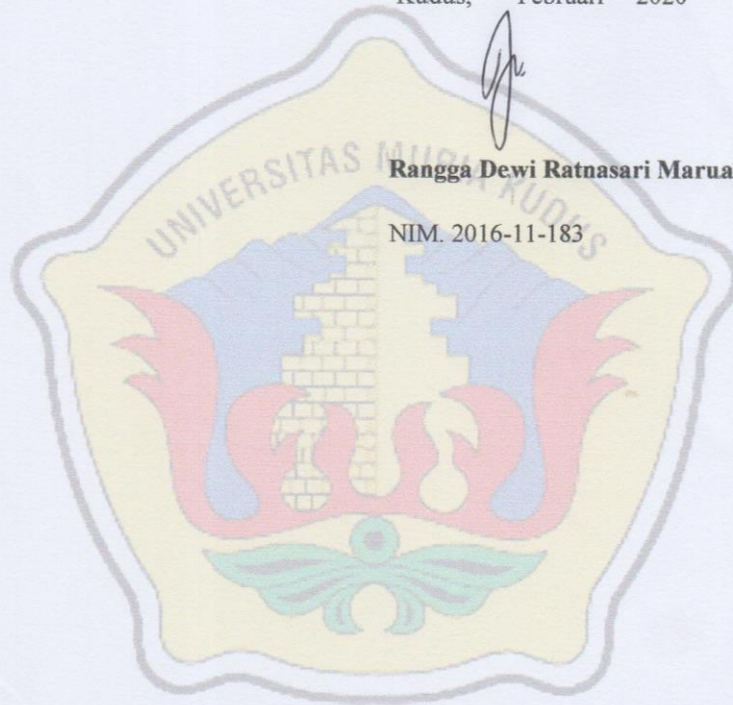 Kudus, Februari 2020
Rangga Dewi Ratnasari Marua
NIM. 2016-11-183
UNIVERSITAS MURIA KUDUS